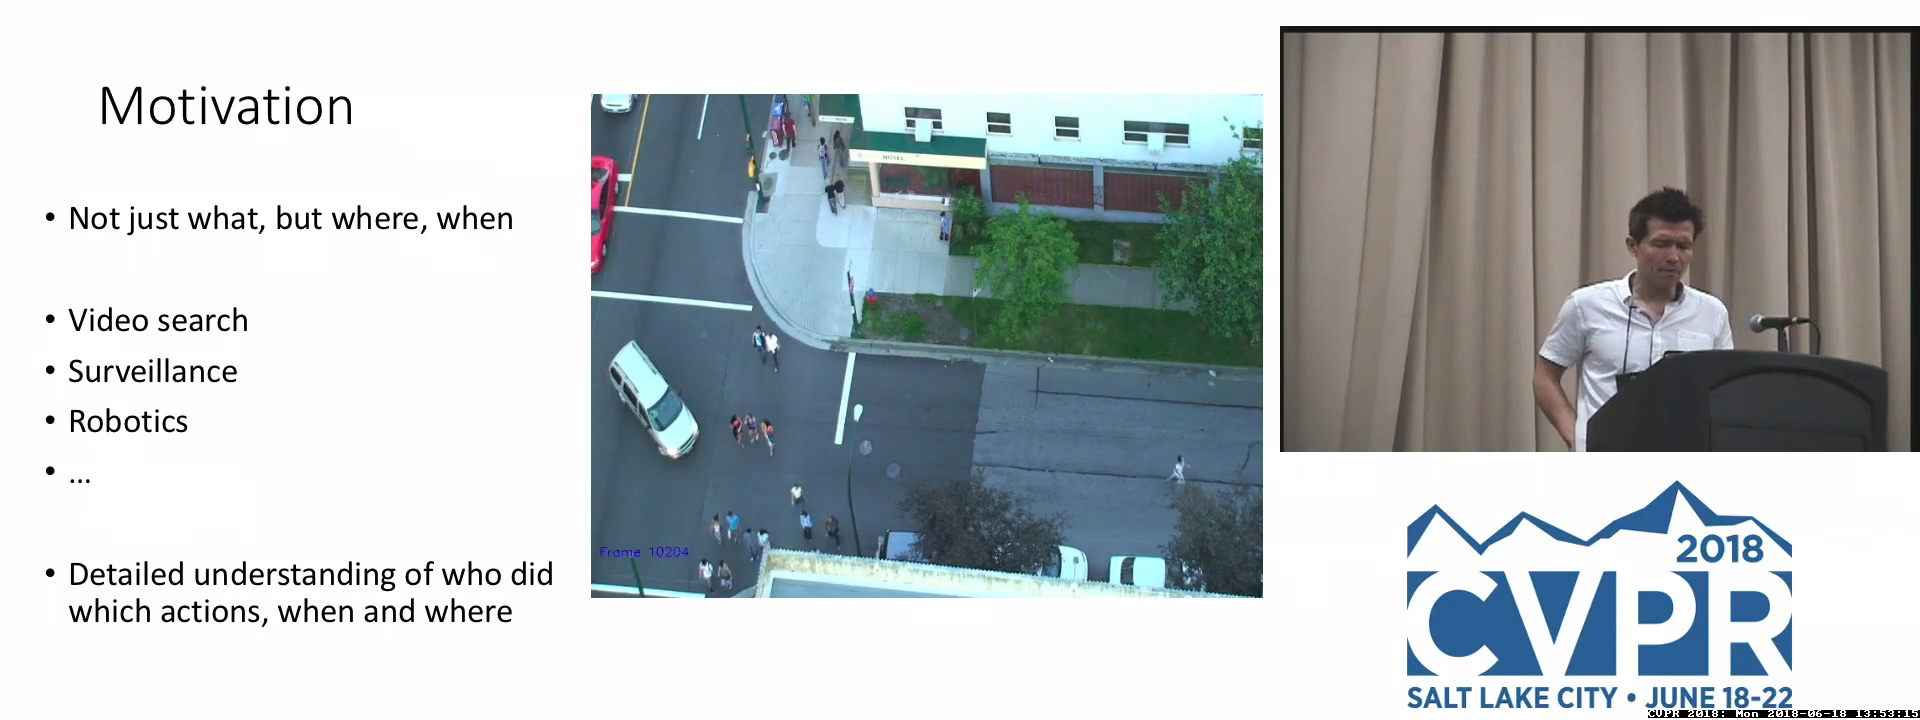 Motivation
• Not just what, but where, when
• Video search
• Surveillance
• Robotics
• ...
• Detailed understanding of who did
which actions, when and where
MOTEL
Frame 10204
2018
CVPR
SALT LAKE CITY • JUNE 18-22
CVPR 2018: Mon 2018-06-18 13:53:15